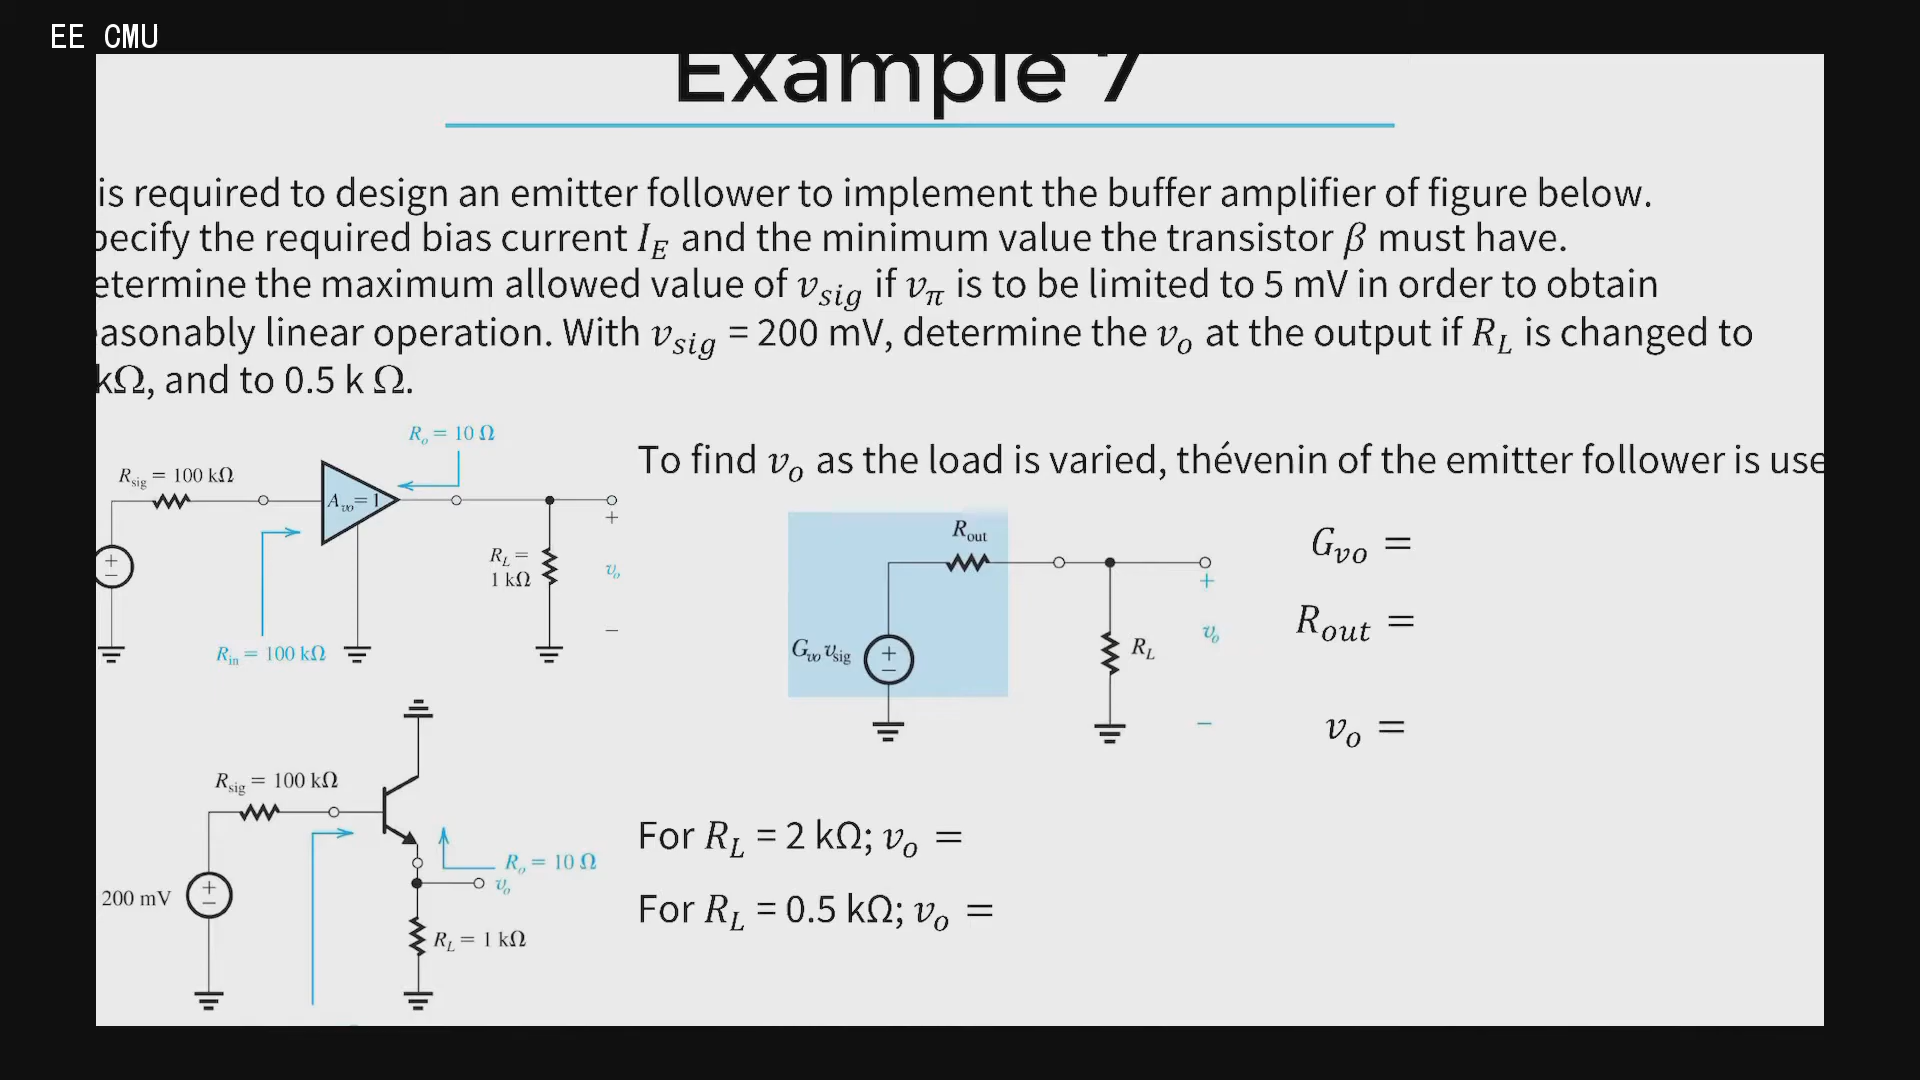 EE CMU
Example 7
is required to design an emitter follower to implement the buffer amplifier of figure below.
pecify the required bias current I_E and the minimum value the transistor β must have.
etermine the maximum allowed value of v_sig if v_π is to be limited to 5 mV in order to obtain
easonably linear operation. With v_sig = 200 mV, determine the v_o at the output if R_L is changed to
kΩ, and to 0.5 k Ω.
R_o = 10 Ω
R_sig = 100 kΩ
A_vo = 1
+
−
R_L = 1 kΩ
+
v_o
−
R_in = 100 kΩ
To find v_o as the load is varied, thévenin of the emitter follower is use
R_out
G_vo v_sig
+
−
R_L
+
v_o
−
G_vo =
R_out =
v_o =
R_sig = 100 kΩ
200 mV
+
−
R_o = 10 Ω
v_o
R_L = 1 kΩ
For R_L = 2 kΩ; v_o =
For R_L = 0.5 kΩ; v_o =